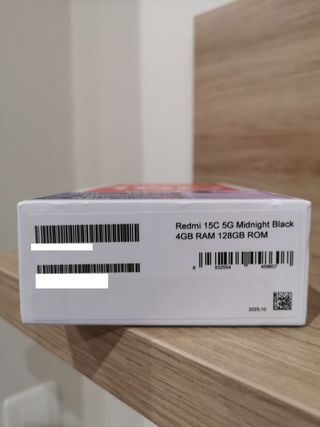 Redmi 15C 5G Midnight Black
4GB RAM 128GB ROM
6 932554 458607
2025.10